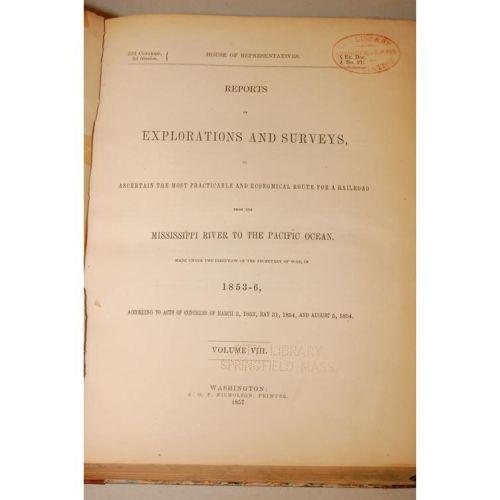 33d Congress, 2d Session.
HOUSE OF REPRESENTATIVES.
Ex. Doc. No. 91.
LIBRARY
REPORTS
OF
EXPLORATIONS AND SURVEYS,
TO
ASCERTAIN THE MOST PRACTICABLE AND ECONOMICAL ROUTE FOR A RAILROAD
FROM THE
MISSISSIPPI RIVER TO THE PACIFIC OCEAN.
MADE UNDER THE DIRECTION OF THE SECRETARY OF WAR, IN
1853-6,
ACCORDING TO ACTS OF CONGRESS OF MARCH 3, 1853, MAY 31, 1854, AND AUGUST 5, 1854.
VOLUME VIII.
LIBRARY
SPRINGFIELD, MASS.
WASHINGTON:
A. O. P. NICHOLSON, PRINTER.
1857.